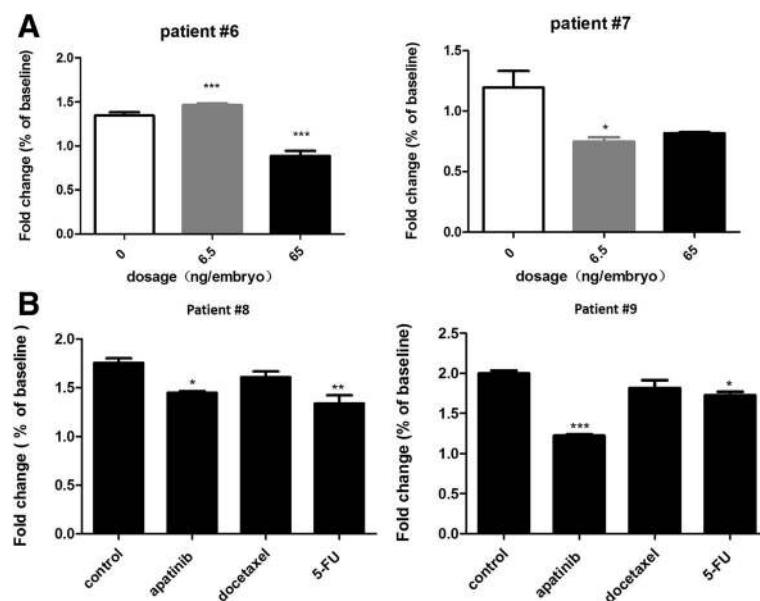 A
patient #6
Fold change (% of baseline)
2.0
1.5
1.0
0.5
0.0
***
***
0
6.5
65
dosage（ng/embryo）
patient #7
Fold change (% of baseline)
1.5
1.0
0.5
0.0
*
0
6.5
65
dosage（ng/embryo）
B
Patient #8
Fold change ( % of baseline )
2.0
1.5
1.0
0.5
0.0
*
**
control
apatinib
docetaxel
5-FU
Patient #9
Fold change (% of baseline)
2.5
2.0
1.5
1.0
0.5
0.0
***
*
control
apatinib
docetaxel
5-FU